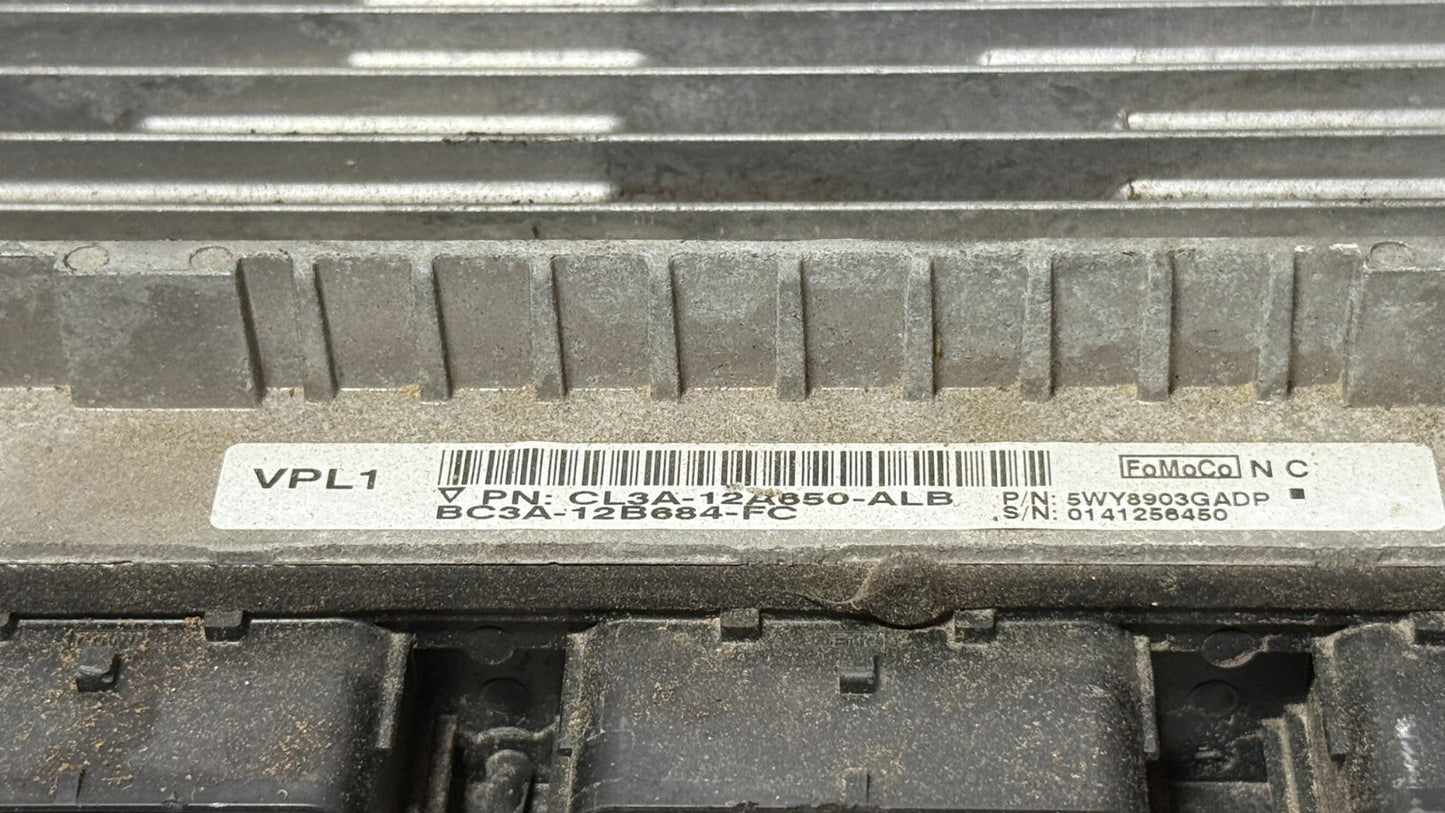 VPL1
▽ PN: CL3A-12A650-ALB
BC3A-12B684-FC
FoMoCo N C
P/N: 5WY8903GADP
S/N: 0141256450